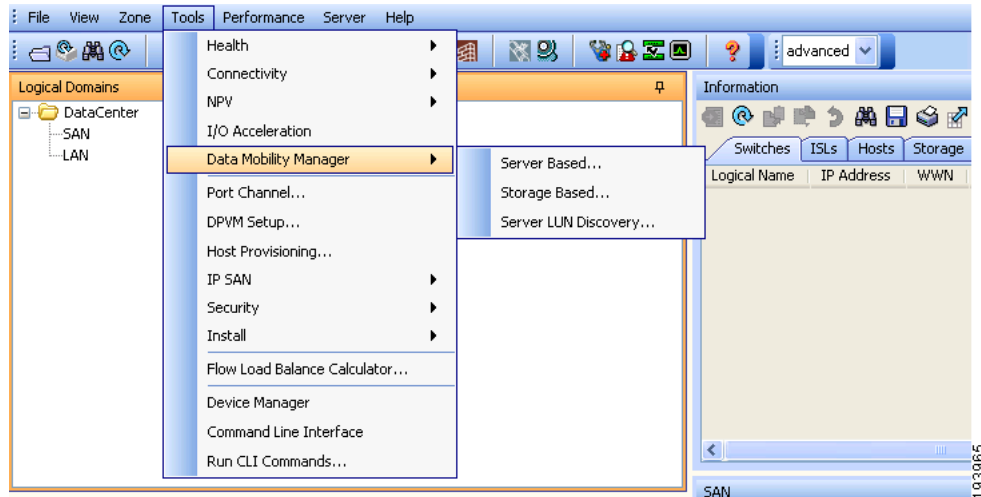 File View Zone Tools Performance Server Help
advanced
Logical Domains
DataCenter
SAN
LAN
Health
Connectivity
NPV
I/O Acceleration
Data Mobility Manager
Port Channel...
DPVM Setup...
Host Provisioning...
IP SAN
Security
Install
Flow Load Balance Calculator...
Device Manager
Command Line Interface
Run CLI Commands...
Server Based...
Storage Based...
Server LUN Discovery...
Information
Switches ISLs Hosts Storage
Logical Name IP Address WWN
SAN
193965